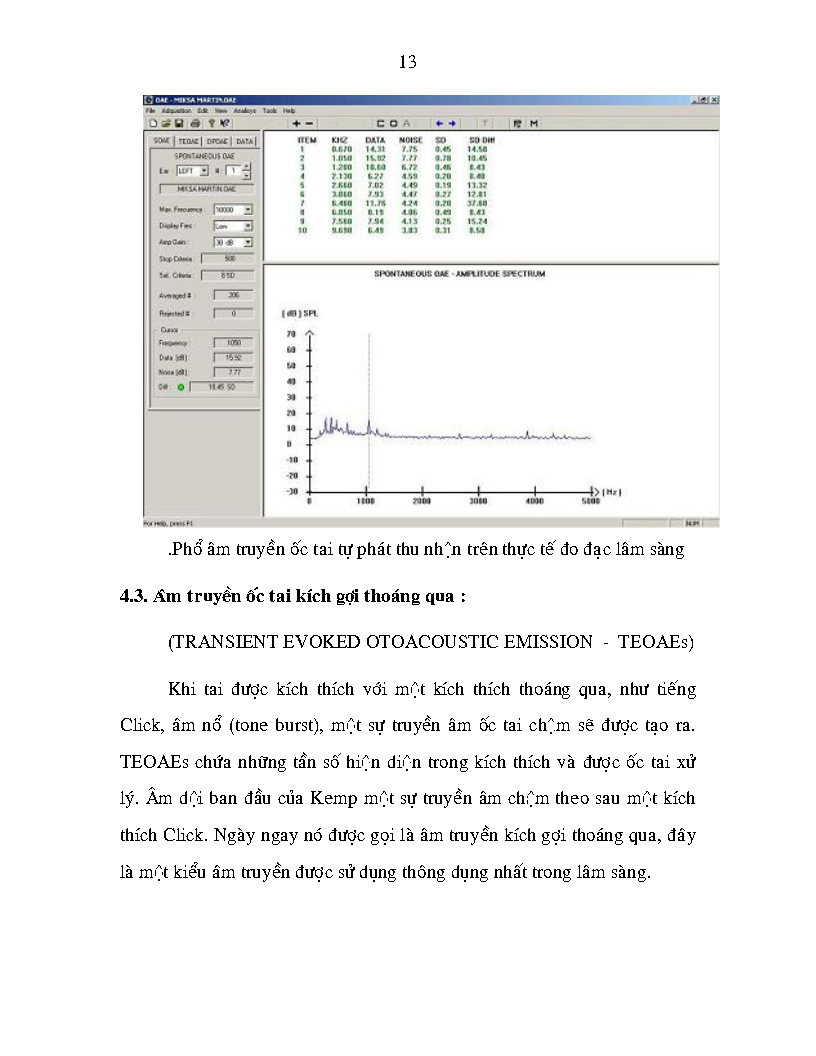 13
OAE - MIKSA MARTIN.OAE
File Adquisition Edit View Analisys Tools Help
SOAE TEOAE DPOAE DATA
SPONTANEOUS OAE
Ear: LEFT # 1
MIKSA MARTIN.OAE
Max. Frecuency: 10000
Display Frec.: Low
Amp Gain: 30 dB
Stop Criteria: 500
Sel. Criteria: 8 SD
Averaged #: 206
Rejected #: 0
Cursor
Frequency: 1050
Data (dB): 15.92
Noise (dB): 7.77
Diff: 10.45 SD
ITEM KHZ DATA NOISE SD SD Diff
1 0.670 14.31 7.75 0.45 14.58
2 1.050 15.92 7.77 0.78 10.45
3 1.200 10.60 6.72 0.46 8.43
4 2.130 6.27 4.59 0.20 8.40
5 2.660 7.02 4.49 0.19 13.32
6 3.860 7.93 4.47 0.27 12.81
7 6.460 11.76 4.24 0.20 37.60
8 6.850 8.19 4.06 0.49 8.43
9 7.560 7.94 4.13 0.25 15.24
10 9.690 6.49 3.83 0.31 8.50
SPONTANEOUS OAE - AMPLITUDE SPECTRUM
[ dB ] SPL
70
60
50
40
30
20
10
0
-10
-20
-30
0 1000 2000 3000 4000 5000 [ Hz ]
For Help, press F1 NUM
.Phổ âm truyền ốc tai tự phát thu nhận trên thực tế đo đạc lâm sàng
4.3. Âm truyền ốc tai kích gợi thoáng qua :
(TRANSIENT EVOKED OTOACOUSTIC EMISSION - TEOAEs)
Khi tai được kích thích với một kích thích thoáng qua, như tiếng
Click, âm nổ (tone burst), một sự truyền âm ốc tai chậm sẽ được tạo ra.
TEOAEs chứa những tần số hiện diện trong kích thích và được ốc tai xử
lý. Âm dội ban đầu của Kemp một sự truyền âm chậm theo sau một kích
thích Click. Ngày ngay nó được gọi là âm truyền kích gợi thoáng qua, đây
là một kiểu âm truyền được sử dụng thông dụng nhất trong lâm sàng.